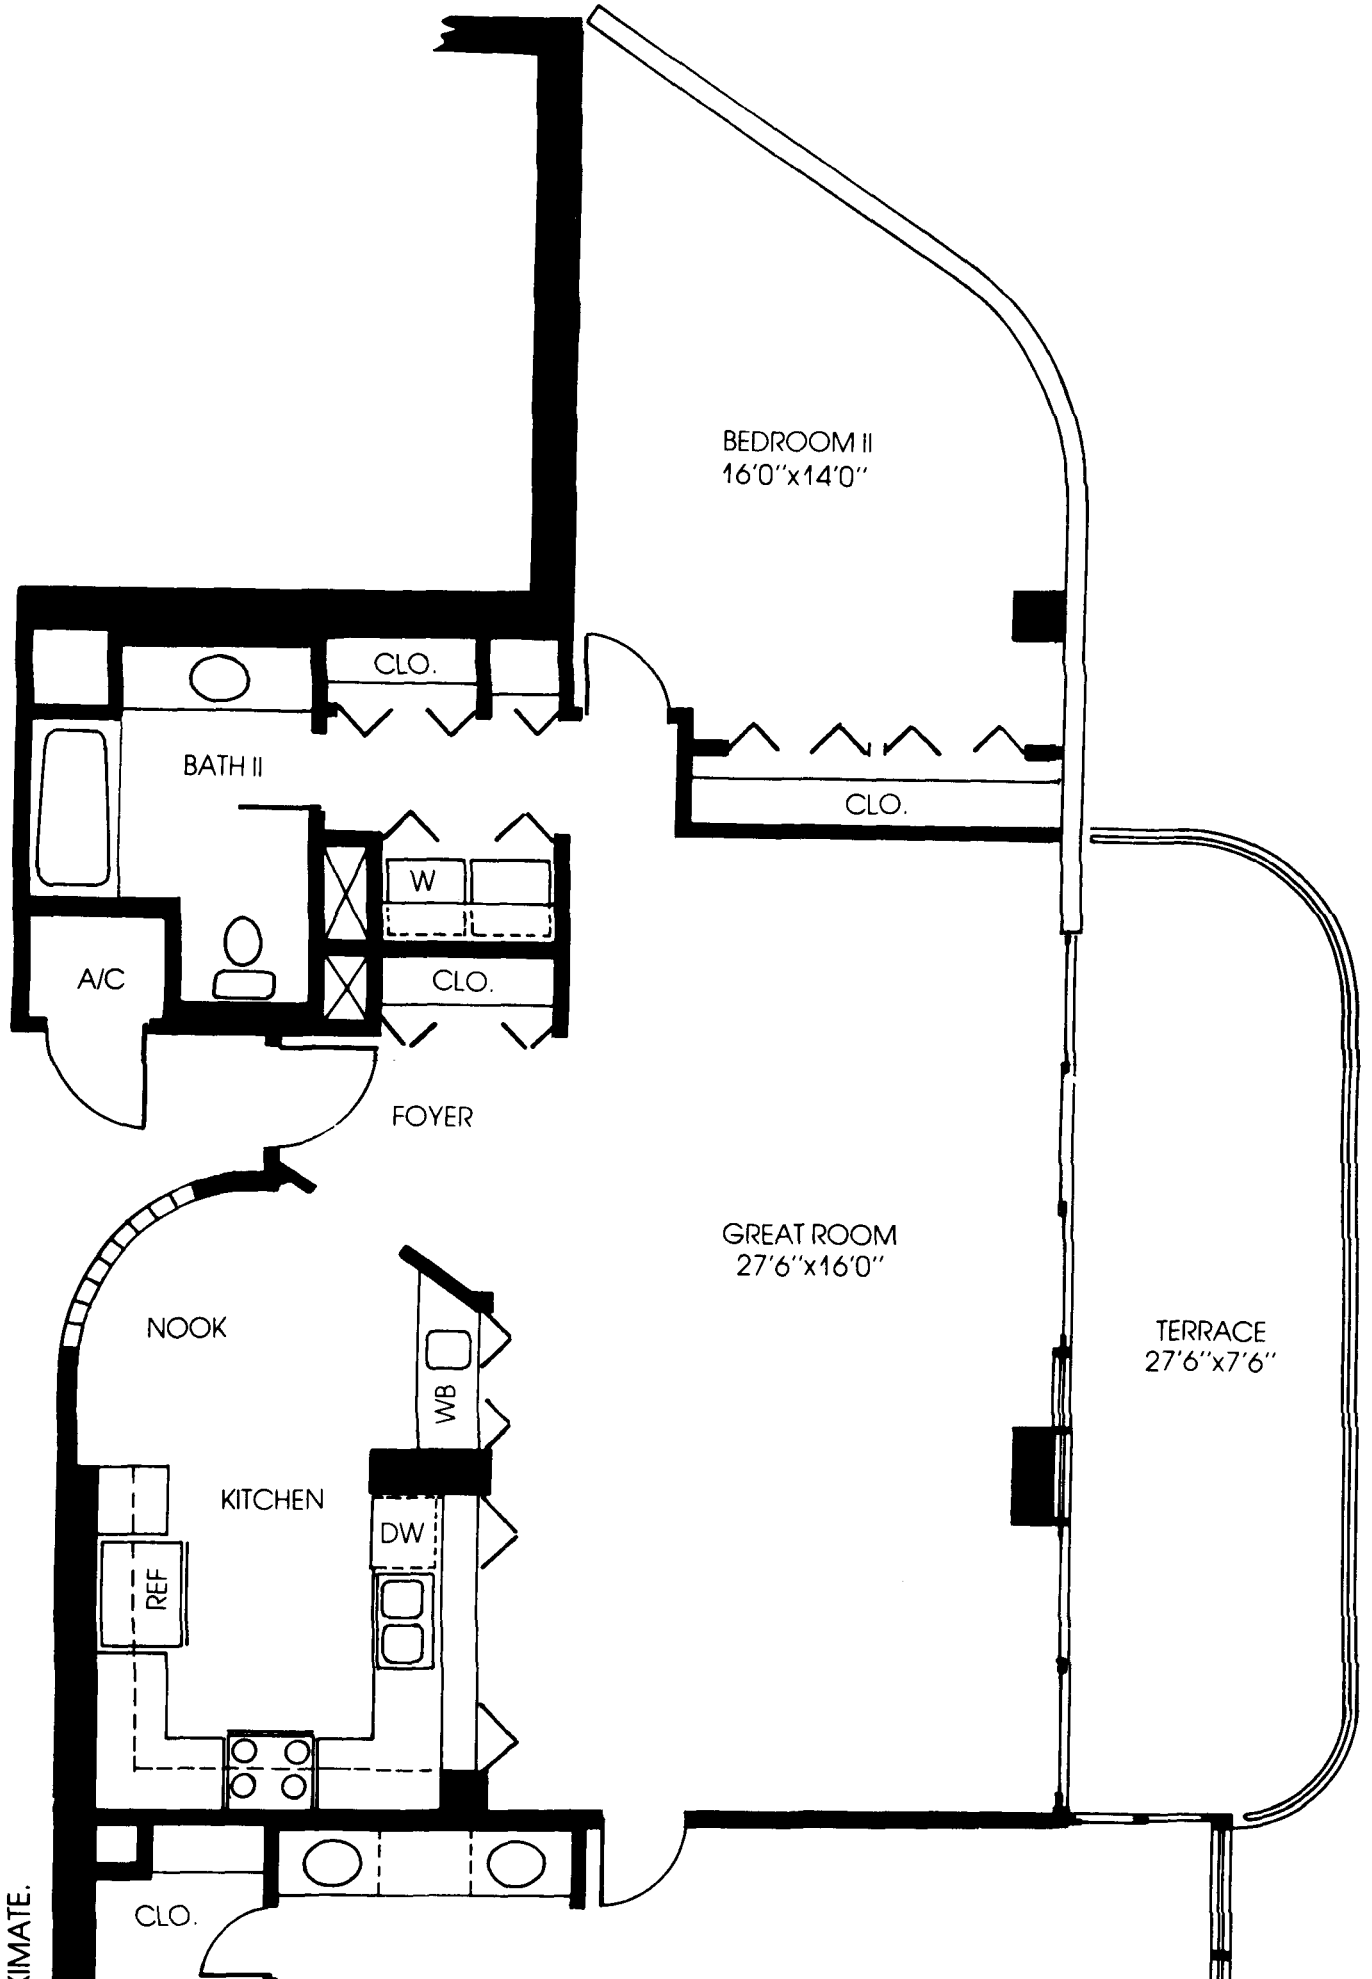 BEDROOM II
16'0"x14'0"
CLO.
BATH II
CLO.
W
A/C
CLO.
FOYER
GREAT ROOM
27'6"x16'0"
NOOK
TERRACE
27'6"x7'6"
WB
KITCHEN
DW
REF
CLO.